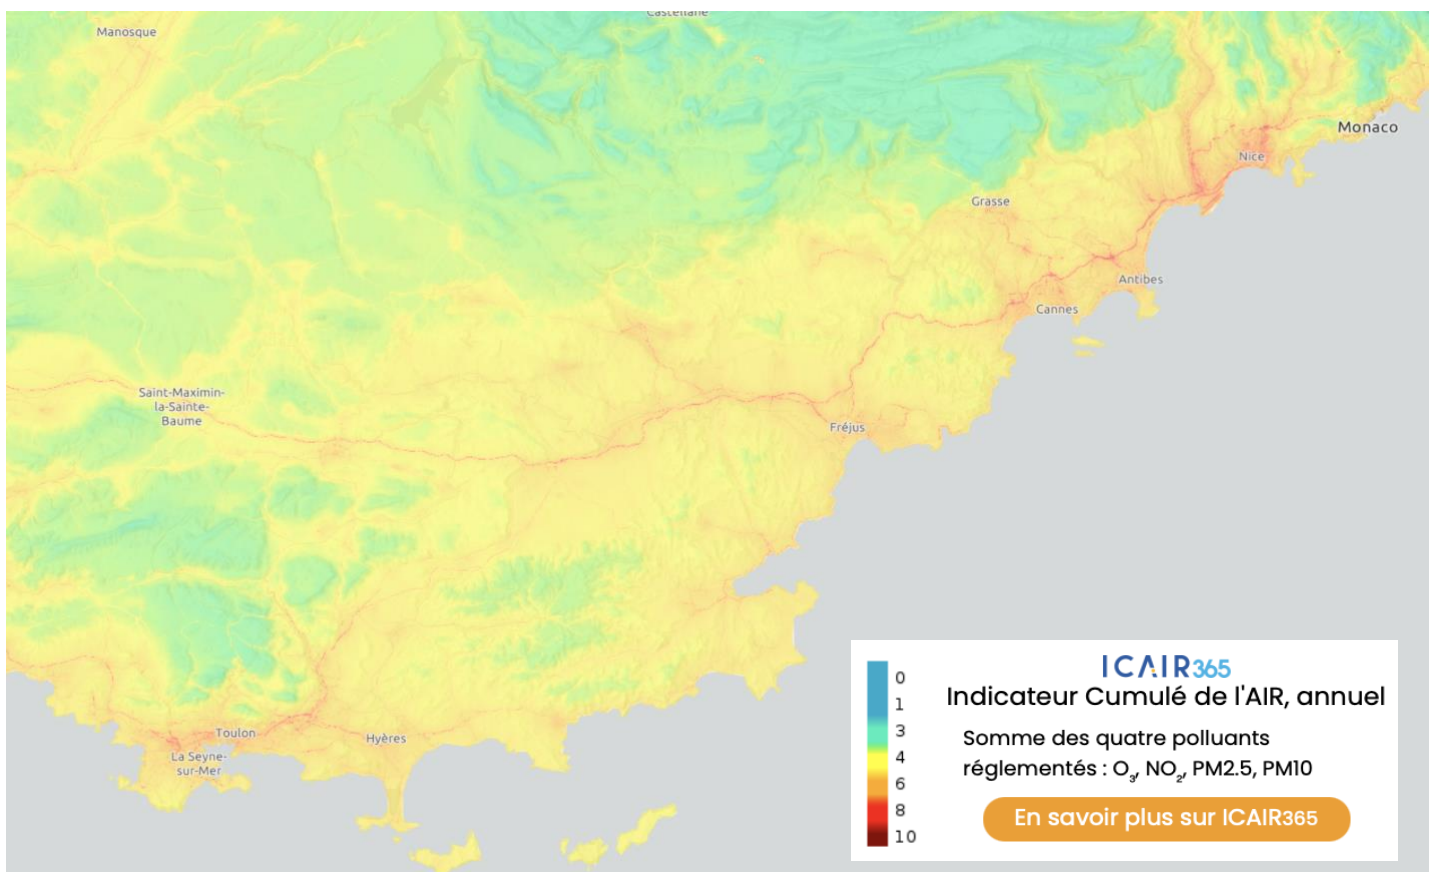 Castellane
Manosque
Monaco
Nice
Grasse
Antibes
Cannes
Saint-Maximin-
la-Sainte-
Baume
Fréjus
Toulon
Hyères
La Seyne-
sur-Mer
ICAIR365
Indicateur Cumulé de l'AIR, annuel
Somme des quatre polluants
réglementés : O₃, NO₂, PM2.5, PM10
En savoir plus sur ICAIR365
0
1
3
4
6
8
10